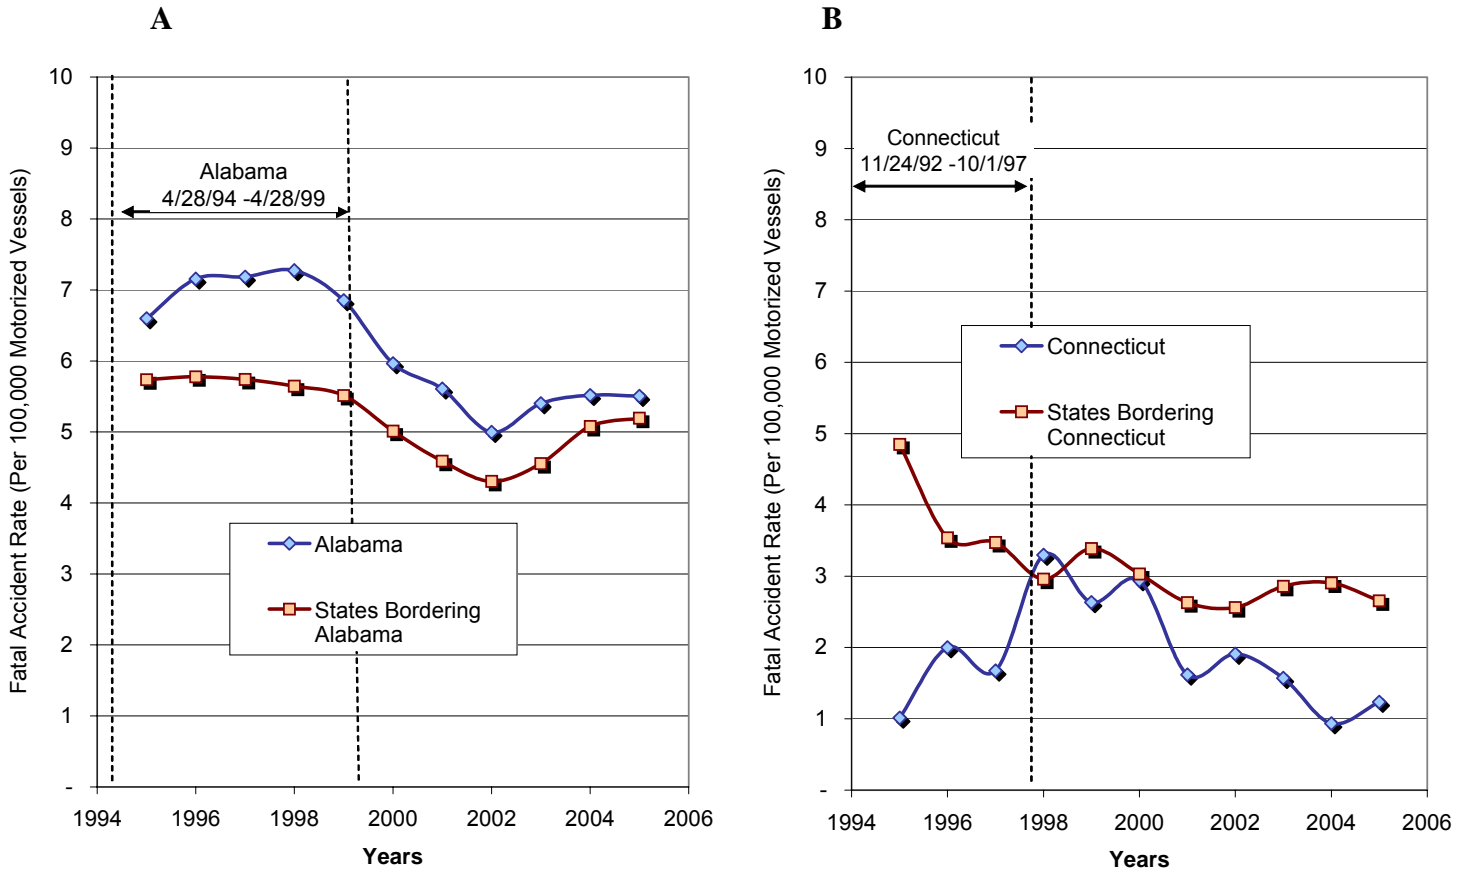 A
Fatal Accident Rate (Per 100,000 Motorized Vessels)
10
9
8
7
6
5
4
3
2
1
-
Alabama
4/28/94 -4/28/99
Alabama
States Bordering
Alabama
1994
1996
1998
2000
2002
2004
2006
Years
B
Fatal Accident Rate (Per 100,000 Motorized Vessels)
10
9
8
7
6
5
4
3
2
1
-
Connecticut
11/24/92 -10/1/97
Connecticut
States Bordering
Connecticut
1994
1996
1998
2000
2002
2004
2006
Years